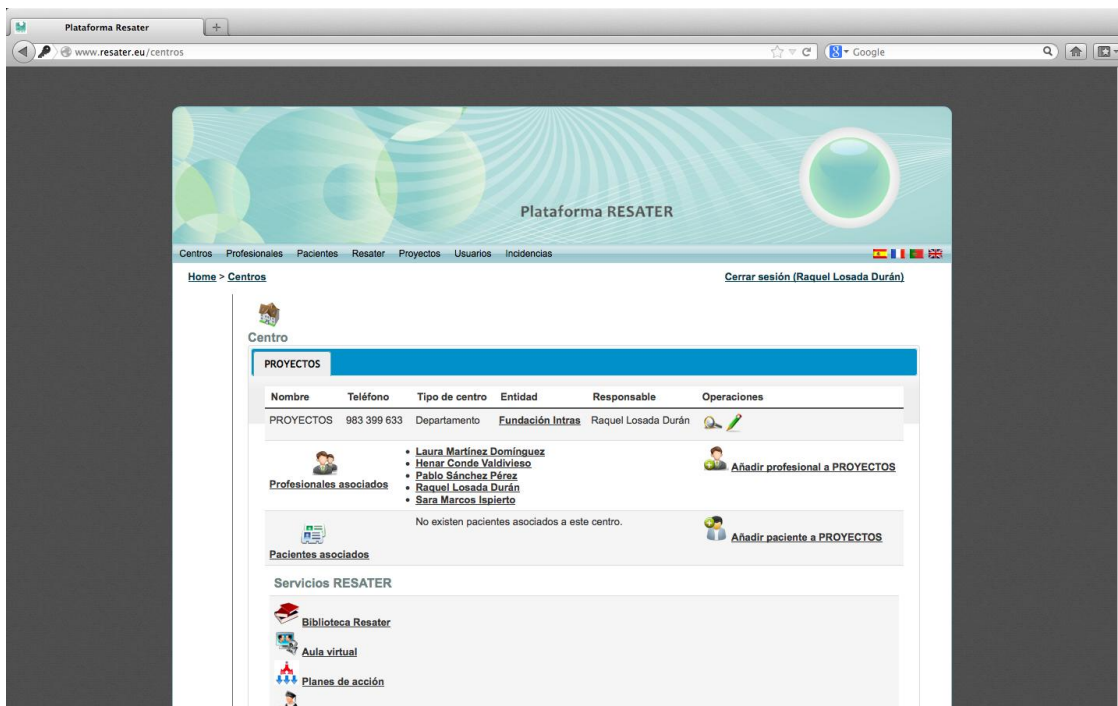 Plataforma Resater
www.resater.eu/centros
Google
Plataforma RESATER
Centros Profesionales Pacientes Resater Proyectos Usuarios Incidencias
Home > Centros
Cerrar sesión (Raquel Losada Durán)
Centro
PROYECTOS
Nombre Teléfono Tipo de centro Entidad Responsable Operaciones
PROYECTOS 983 399 633 Departamento Fundación Intras Raquel Losada Durán
Profesionales asociados
• Laura Martínez Domínguez
• Henar Conde Valdivieso
• Pablo Sánchez Pérez
• Raquel Losada Durán
• Sara Marcos Ispierto
Añadir profesional a PROYECTOS
Pacientes asociados
No existen pacientes asociados a este centro.
Añadir paciente a PROYECTOS
Servicios RESATER
Biblioteca Resater
Aula virtual
Planes de acción